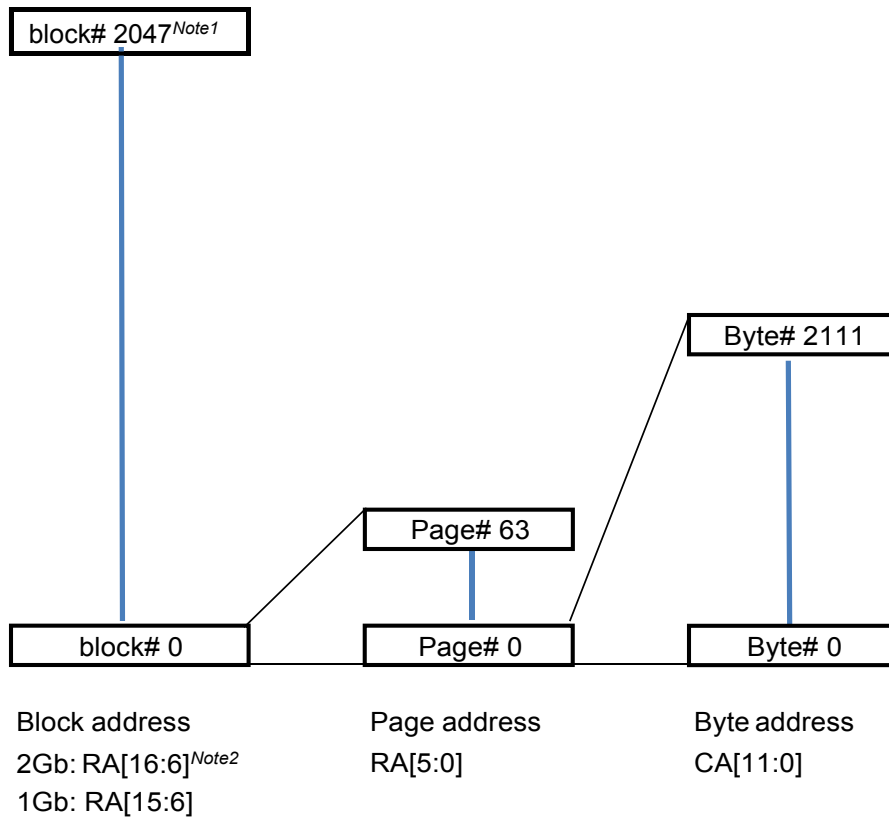 block# 2047Note1
Byte# 2111
Page# 63
block# 0
Page# 0
Byte# 0
Block address
2Gb: RA[16:6]Note2
1Gb: RA[15:6]
Page address
RA[5:0]
Byte address
CA[11:0]